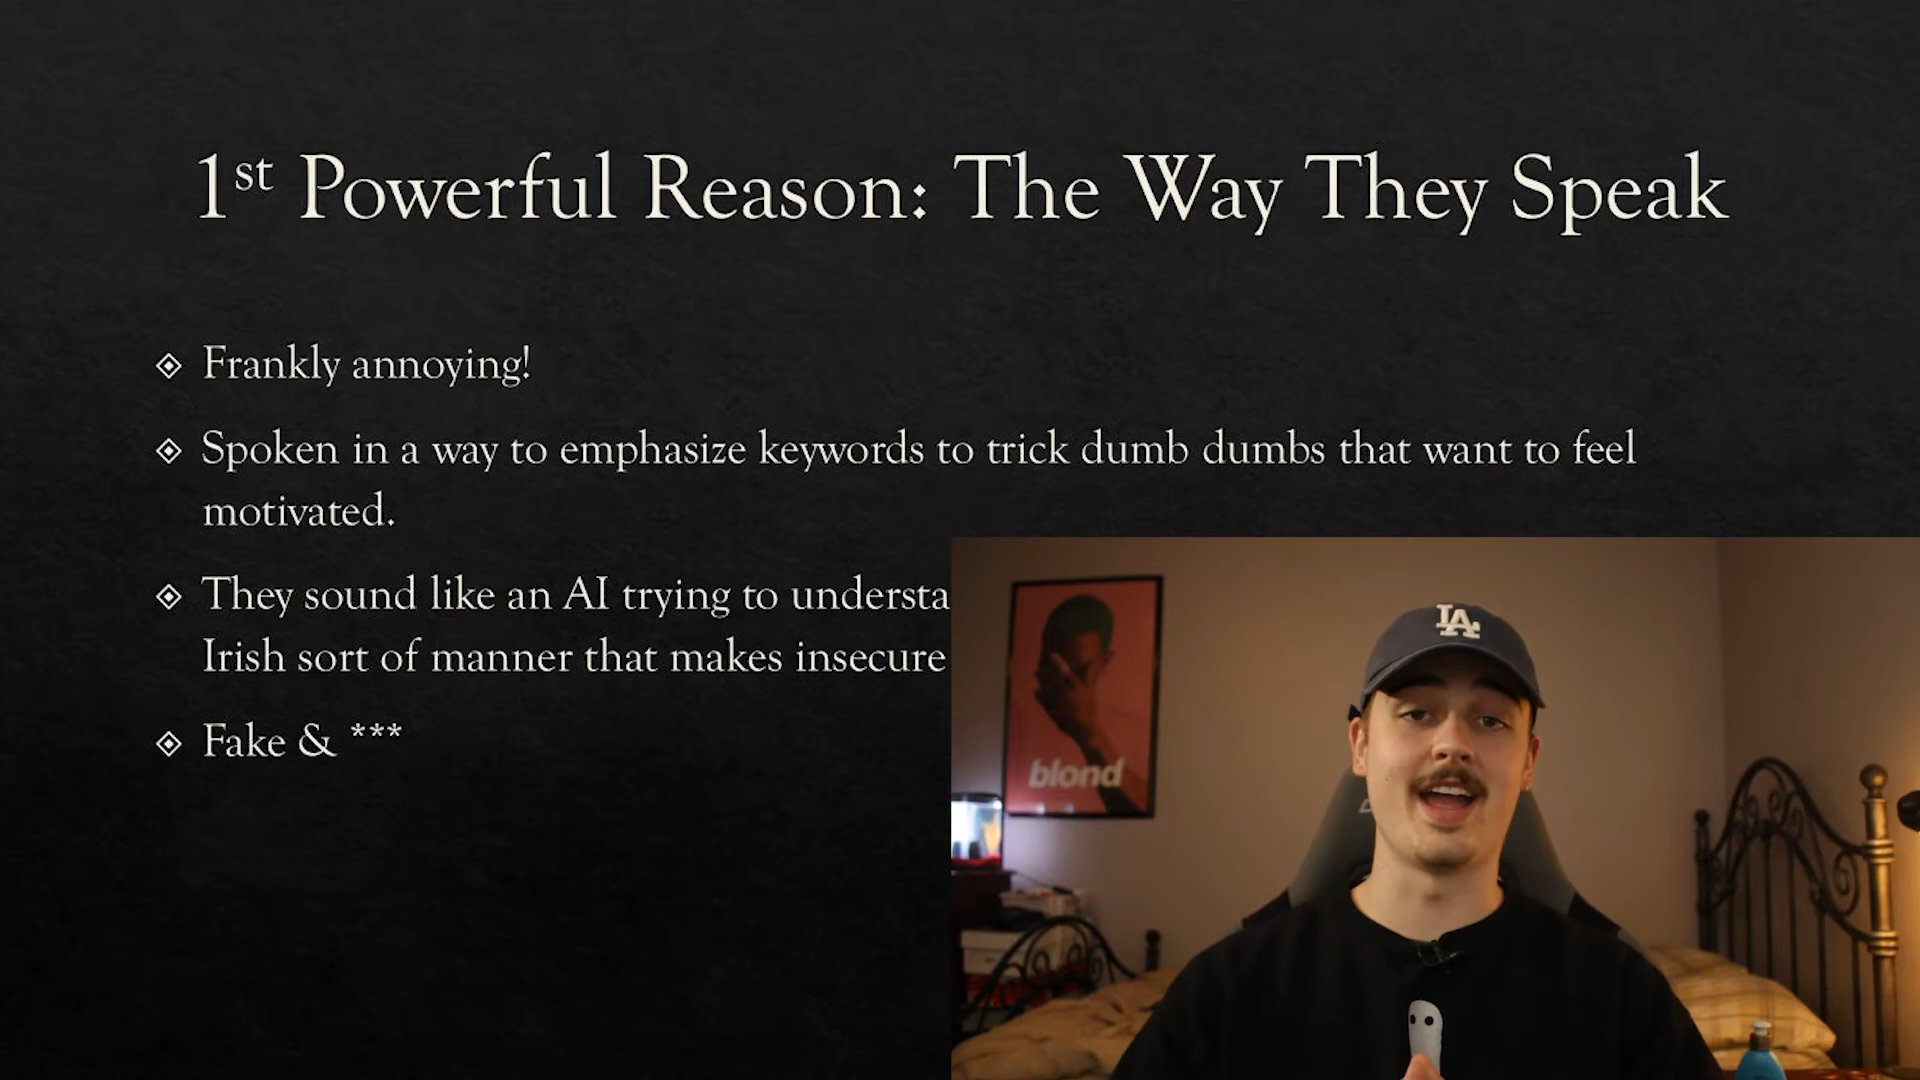 1st Powerful Reason: The Way They Speak
Frankly annoying!
Spoken in a way to emphasize keywords to trick dumb dumbs that want to feel
motivated.
They sound like an AI trying to understa
Irish sort of manner that makes insecure
Fake & ***
LA
blond